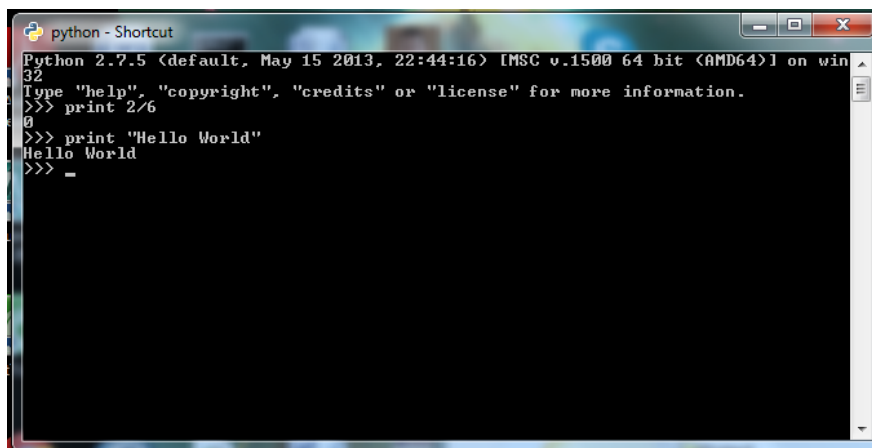 python - Shortcut
Python 2.7.5 (default, May 15 2013, 22:44:16) [MSC v.1500 64 bit (AMD64)] on win
32
Type "help", "copyright", "credits" or "license" for more information.
>>> print 2/6
0
>>> print "Hello World"
Hello World
>>> _